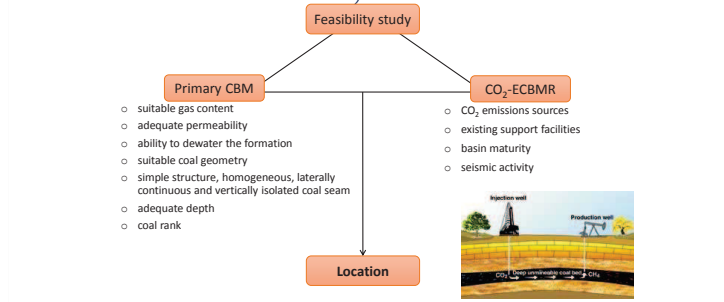 Feasibility study
Primary CBM
○ suitable gas content
○ adequate permeability
○ ability to dewater the formation
○ suitable coal geometry
○ simple structure, homogeneous, laterally
continuous and vertically isolated coal seam
○ adequate depth
○ coal rank
CO₂-ECBMR
○ CO₂ emissions sources
○ existing support facilities
○ basin maturity
○ seismic activity
Injection well
Production well
CO₂ Deep unmineable coal bed CH₄
Location